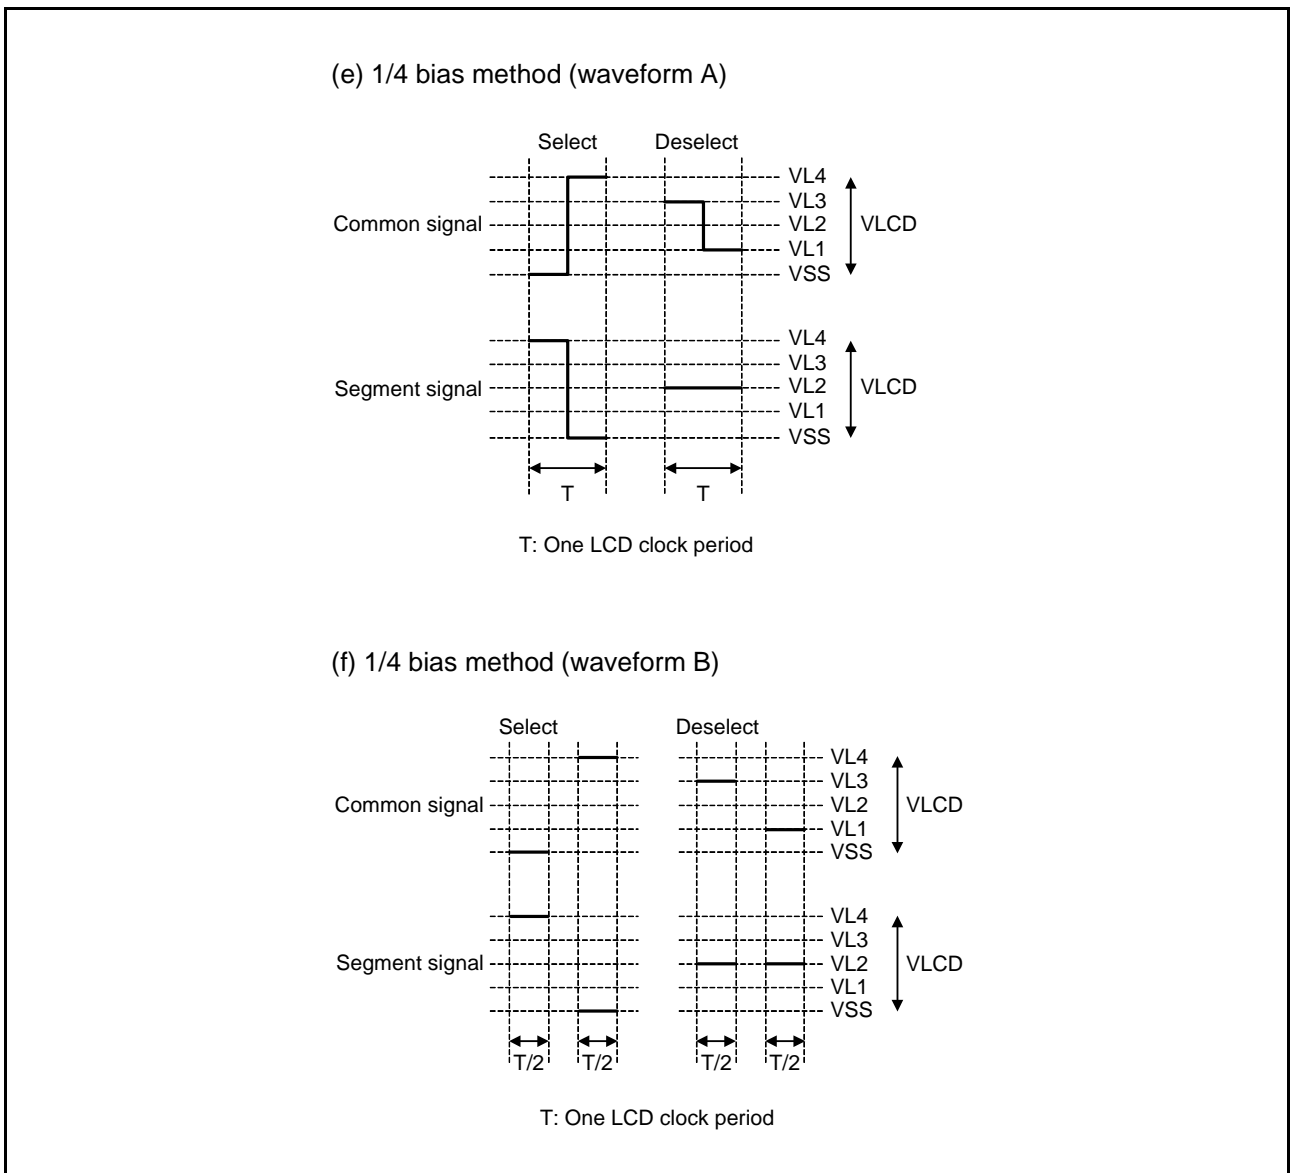 (e) 1/4 bias method (waveform A)
Select Deselect
VL4
VL3
Common signal VL2 VLCD
VL1
VSS
VL4
VL3
Segment signal VL2 VLCD
VL1
VSS
T T
T: One LCD clock period
(f) 1/4 bias method (waveform B)
Select Deselect
VL4
VL3
Common signal VL2 VLCD
VL1
VSS
VL4
VL3
Segment signal VL2 VLCD
VL1
VSS
T/2 T/2 T/2 T/2
T: One LCD clock period